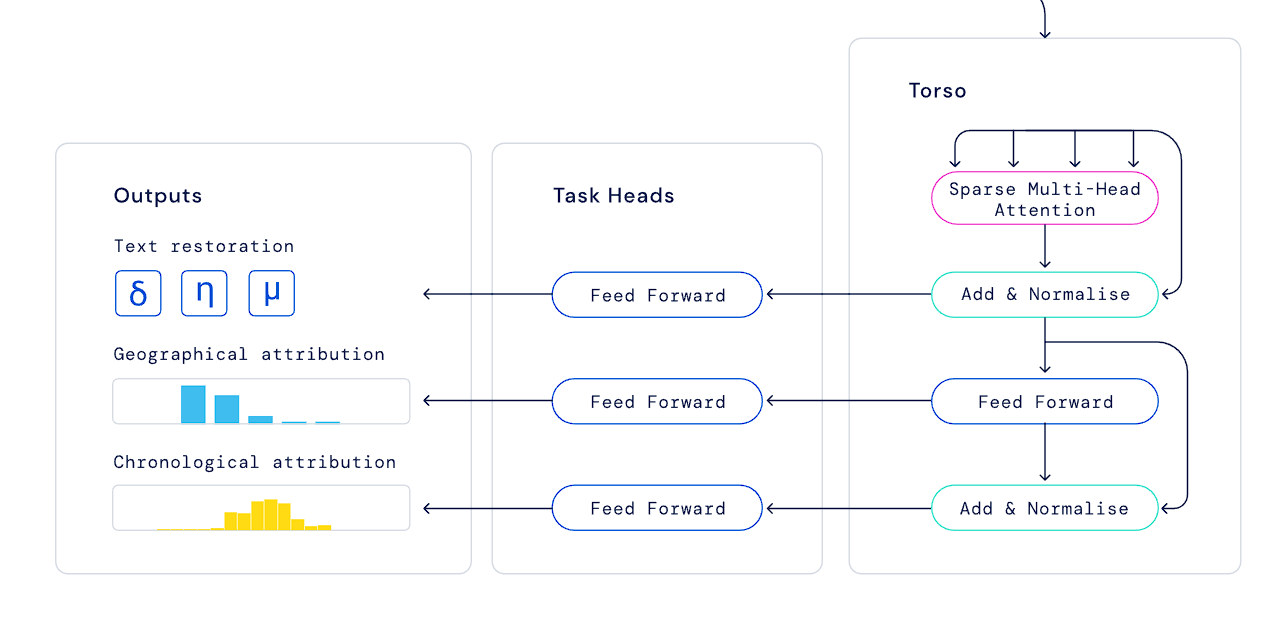 Outputs
Text restoration
δ η μ
Geographical attribution
Chronological attribution
Task Heads
Feed Forward
Feed Forward
Feed Forward
Torso
Sparse Multi-Head
Attention
Add & Normalise
Feed Forward
Add & Normalise